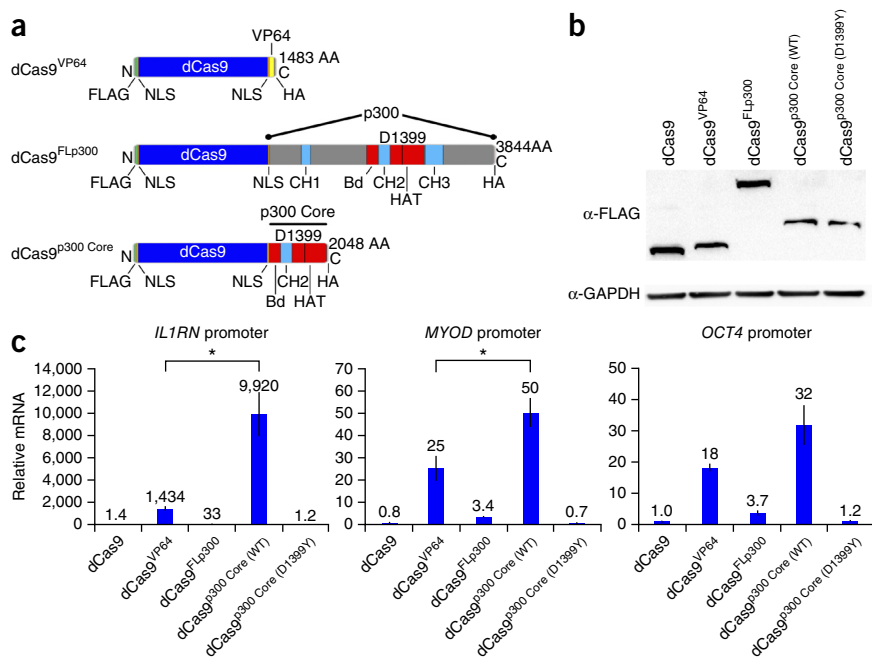 a
VP64
1483 AA
dCas9VP64
N
dCas9
C
FLAG
NLS
NLS
HA
p300
D1399
3844AA
dCas9FLp300
N
dCas9
C
FLAG
NLS
NLS
CH1
Bd
CH2
CH3
HA
HAT
p300 Core
D1399
2048 AA
dCas9p300 Core
N
dCas9
C
FLAG
NLS
NLS
CH2
HA
Bd
HAT
b
dCas9
dCas9VP64
dCas9FLp300
dCas9p300 Core (WT)
dCas9p300 Core (D1399Y)
α-FLAG
α-GAPDH
c
IL1RN promoter
Relative mRNA
14,000
12,000
10,000
8,000
6,000
4,000
2,000
0
*
1.4
1,434
33
9,920
1.2
dCas9
dCas9VP64
dCas9FLp300
dCas9p300 Core (WT)
dCas9p300 Core (D1399Y)
MYOD promoter
70
60
50
40
30
20
10
0
*
0.8
25
3.4
50
0.7
dCas9
dCas9VP64
dCas9FLp300
dCas9p300 Core (WT)
dCas9p300 Core (D1399Y)
OCT4 promoter
50
40
30
20
10
0
1.0
18
3.7
32
1.2
dCas9
dCas9VP64
dCas9FLp300
dCas9p300 Core (WT)
dCas9p300 Core (D1399Y)